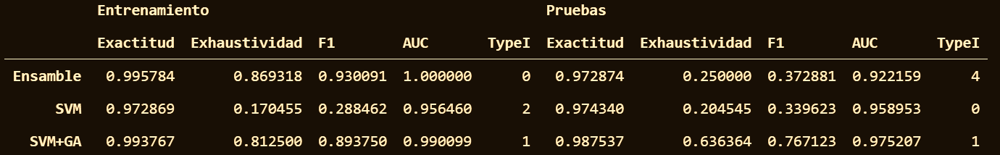 Entrenamiento Pruebas
Exactitud Exhaustividad F1 AUC TypeI Exactitud Exhaustividad F1 AUC TypeI
Ensamble 0.995784 0.869318 0.930091 1.000000 0 0.972874 0.250000 0.372881 0.922159 4
SVM 0.972869 0.170455 0.288462 0.956460 2 0.974340 0.204545 0.339623 0.958953 0
SVM+GA 0.993767 0.812500 0.893750 0.990099 1 0.987537 0.636364 0.767123 0.975207 1